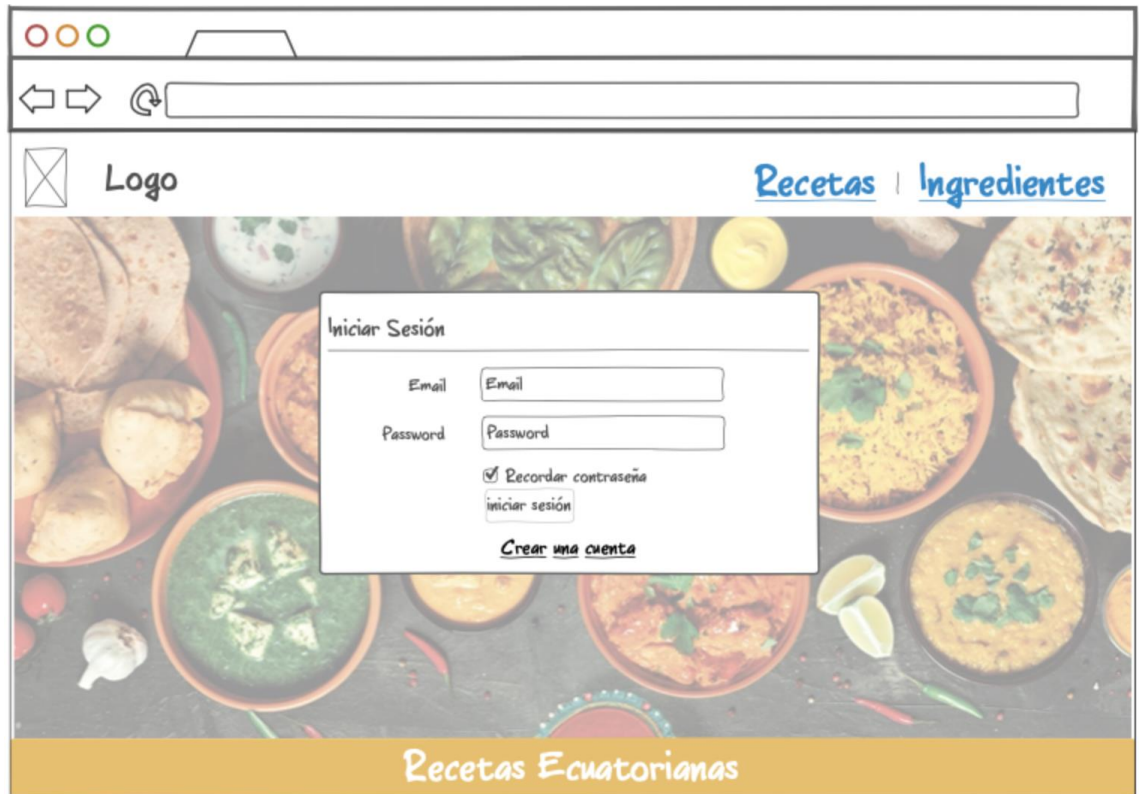 Logo
Recetas | Ingredientes
Iniciar Sesión
Email Email
Password Password
Recordar contraseña
iniciar sesión
Crear una cuenta
Recetas Ecuatorianas